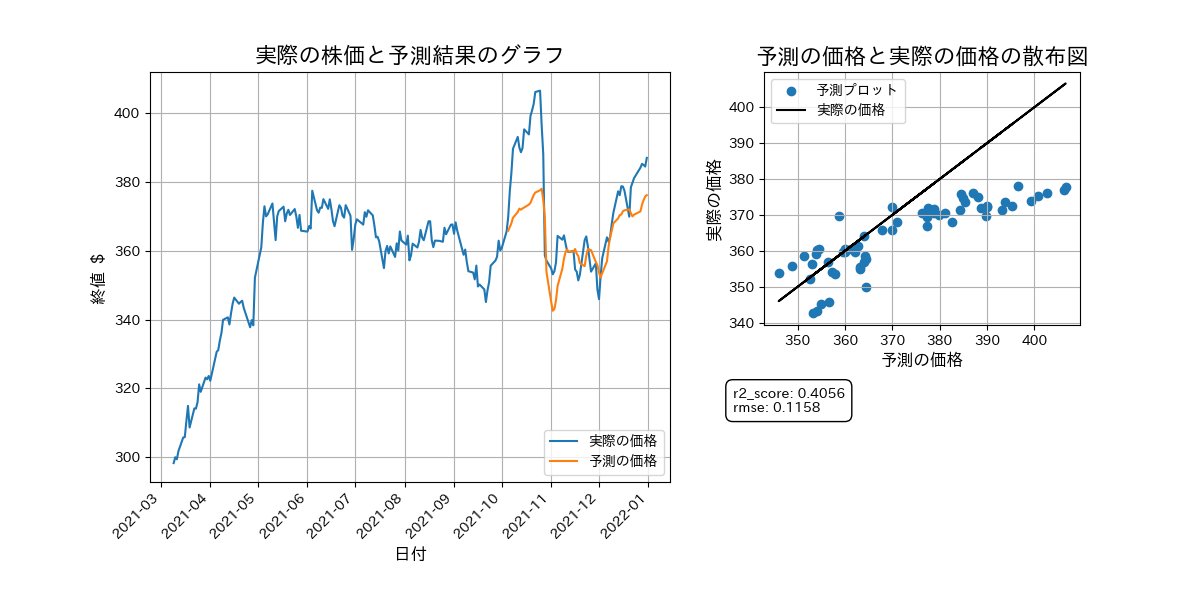 実際の株価と予測結果のグラフ
終値 $
400
380
360
340
320
300
実際の価格
予測の価格
2021-03
2021-04
2021-05
2021-06
2021-07
2021-08
2021-09
2021-10
2021-11
2021-12
2022-01
日付
予測の価格と実際の価格の散布図
予測プロット
実際の価格
実際の価格
400
390
380
370
360
350
340
350
360
370
380
390
400
予測の価格
r2_score: 0.4056
rmse: 0.1158